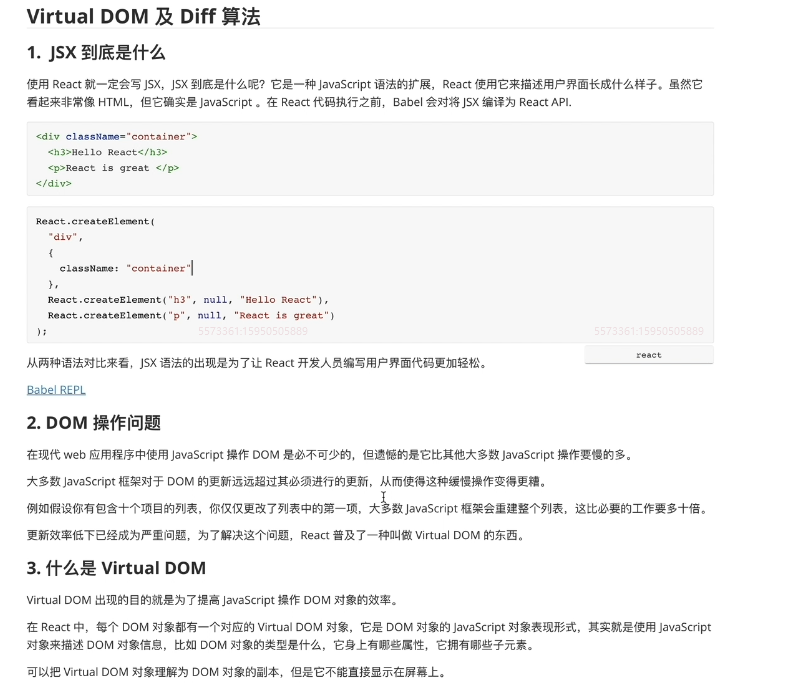 Virtual DOM 及 Diff 算法
1. JSX 到底是什么
使用 React 就一定会写 JSX，JSX 到底是什么呢？它是一种 JavaScript 语法的扩展，React 使用它来描述用户界面长成什么样子。虽然它
看起来非常像 HTML，但它确实是 JavaScript 。在 React 代码执行之前，Babel 会对将 JSX 编译为 React API.
<div className="container">
  <h3>Hello React</h3>
  <p>React is great </p>
</div>
React.createElement(
  "div",
  {
    className: "container"
  },
  React.createElement("h3", null, "Hello React"),
  React.createElement("p", null, "React is great")
);
5573361:15950505889 5573361:15950505889
react
从两种语法对比来看，JSX 语法的出现是为了让 React 开发人员编写用户界面代码更加轻松。
Babel REPL
2. DOM 操作问题
在现代 web 应用程序中使用 JavaScript 操作 DOM 是必不可少的，但遗憾的是它比其他大多数 JavaScript 操作要慢的多。
大多数 JavaScript 框架对于 DOM 的更新远远超过其必须进行的更新，从而使得这种缓慢操作变得更糟。
例如假设你有包含十个项目的列表，你仅仅更改了列表中的第一项，大多数 JavaScript 框架会重建整个列表，这比必要的工作要多十倍。
更新效率低下已经成为严重问题，为了解决这个问题，React 普及了一种叫做 Virtual DOM 的东西。
3. 什么是 Virtual DOM
Virtual DOM 出现的目的就是为了提高 JavaScript 操作 DOM 对象的效率。
在 React 中，每个 DOM 对象都有一个对应的 Virtual DOM 对象，它是 DOM 对象的 JavaScript 对象表现形式，其实就是使用 JavaScript
对象来描述 DOM 对象信息，比如 DOM 对象的类型是什么，它身上有哪些属性，它拥有哪些子元素。
可以把 Virtual DOM 对象理解为 DOM 对象的副本，但是它不能直接显示在屏幕上。